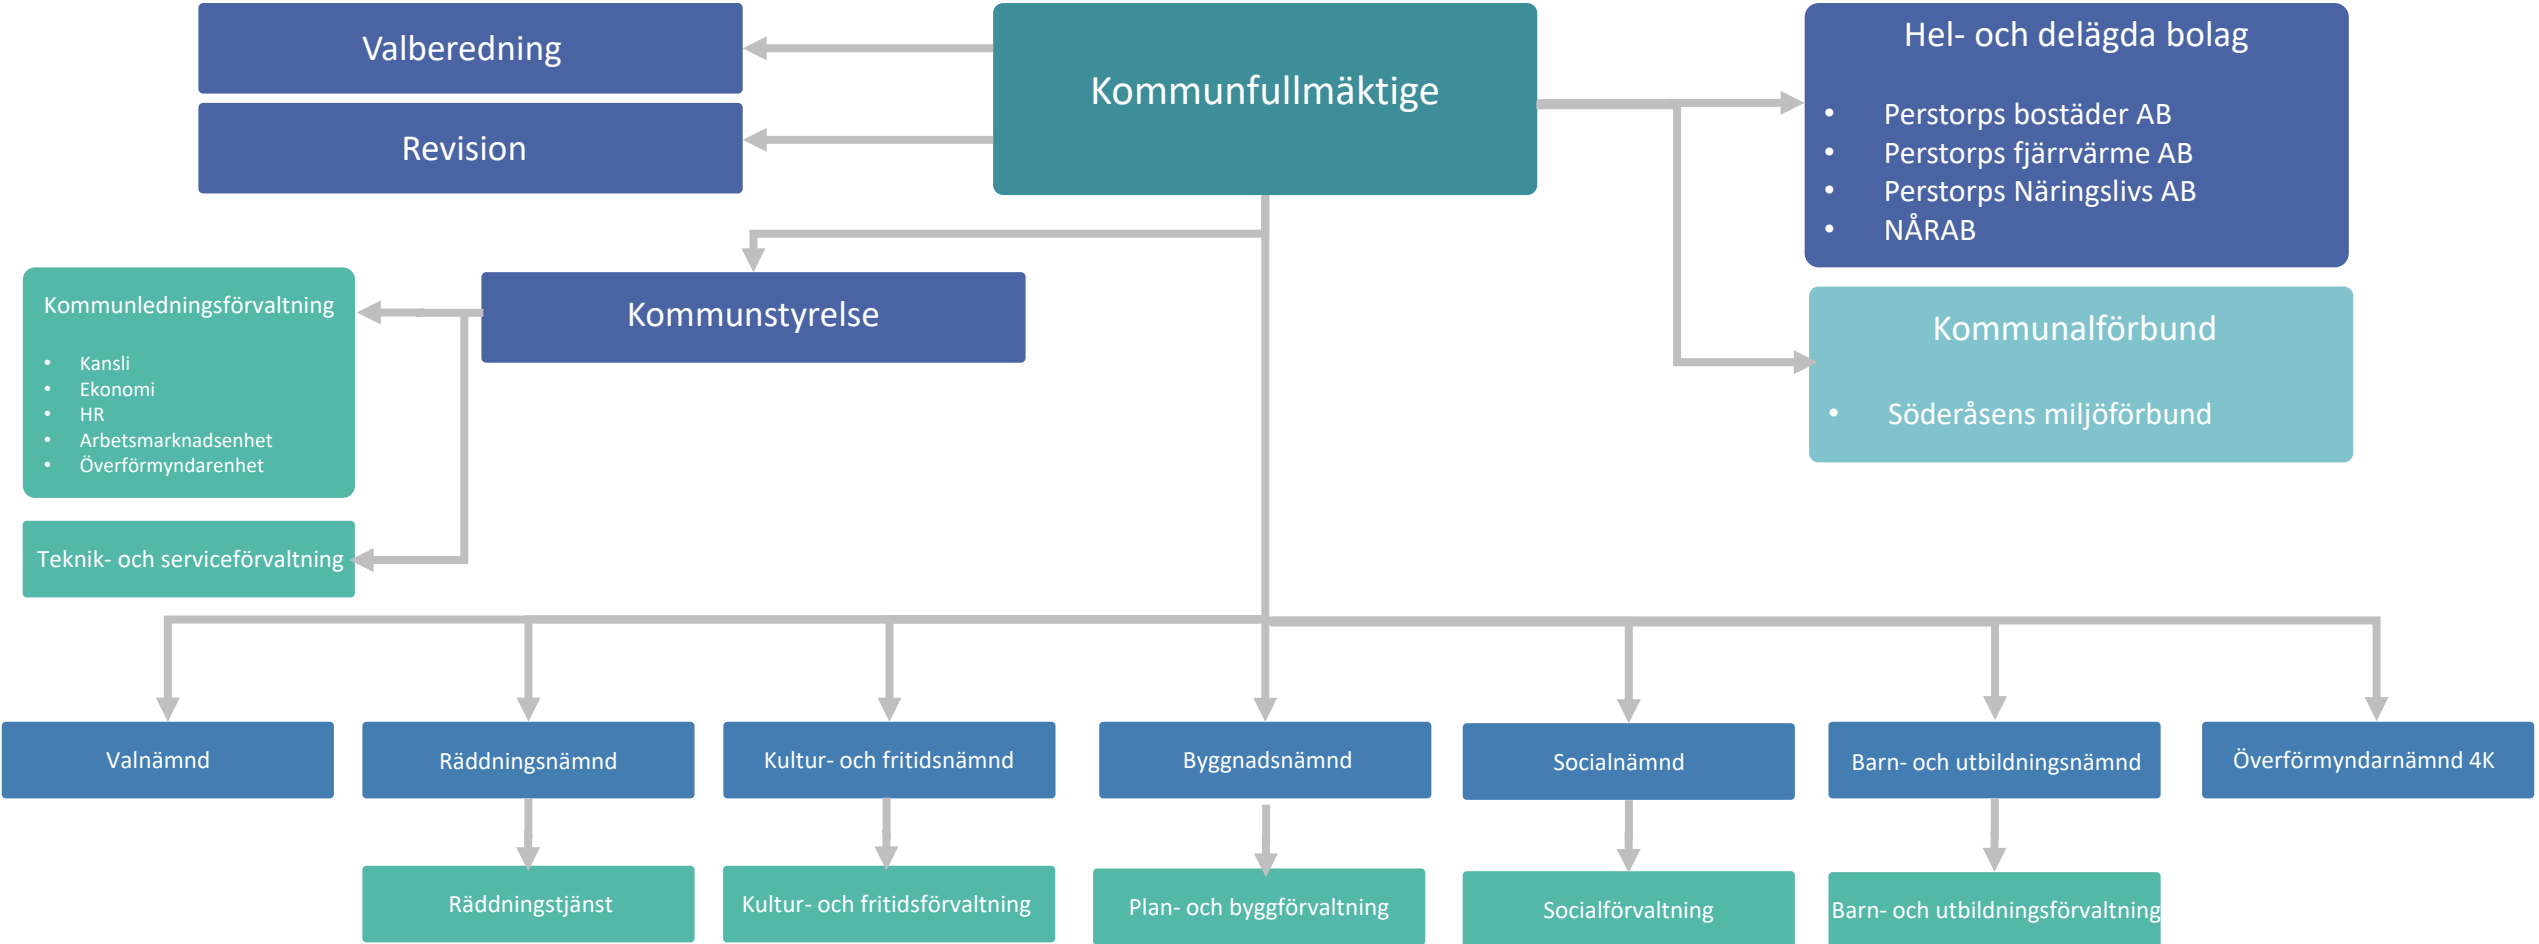 Valberedning
Revision
Kommunfullmäktige
Hel- och delägda bolag
• Perstorps bostäder AB
• Perstorps fjärrvärme AB
• Perstorps Näringslivs AB
• NÅRAB
Kommunalförbund
• Söderåsens miljöförbund
Kommunstyrelse
Kommunledningsförvaltning
• Kansli
• Ekonomi
• HR
• Arbetsmarknadsenhet
• Överförmyndarenhet
Teknik- och serviceförvaltning
Valnämnd
Räddningsnämnd
Kultur- och fritidsnämnd
Byggnadsnämnd
Socialnämnd
Barn- och utbildningsnämnd
Överförmyndarnämnd 4K
Räddningstjänst
Kultur- och fritidsförvaltning
Plan- och byggförvaltning
Socialförvaltning
Barn- och utbildningsförvaltning